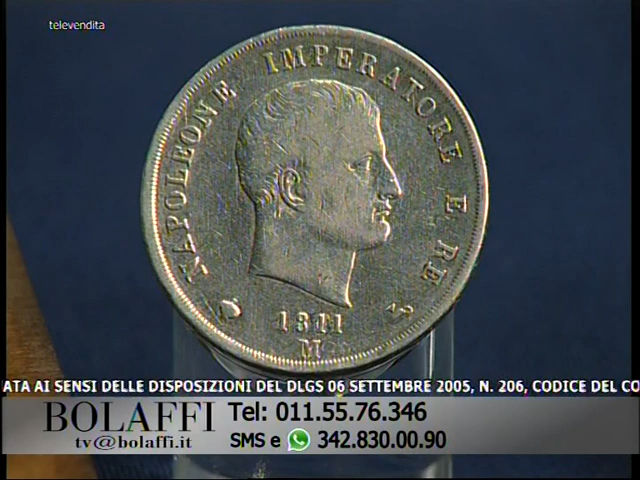 televendita
NAPOLEONE IMPERATORE E RE
1811
M
ATA AI SENSI DELLE DISPOSIZIONI DEL DLGS 06 SETTEMBRE 2005, N. 206, CODICE DEL CO
BOLAFFI
tv@bolaffi.it
Tel: 011.55.76.346
SMS e 342.830.00.90